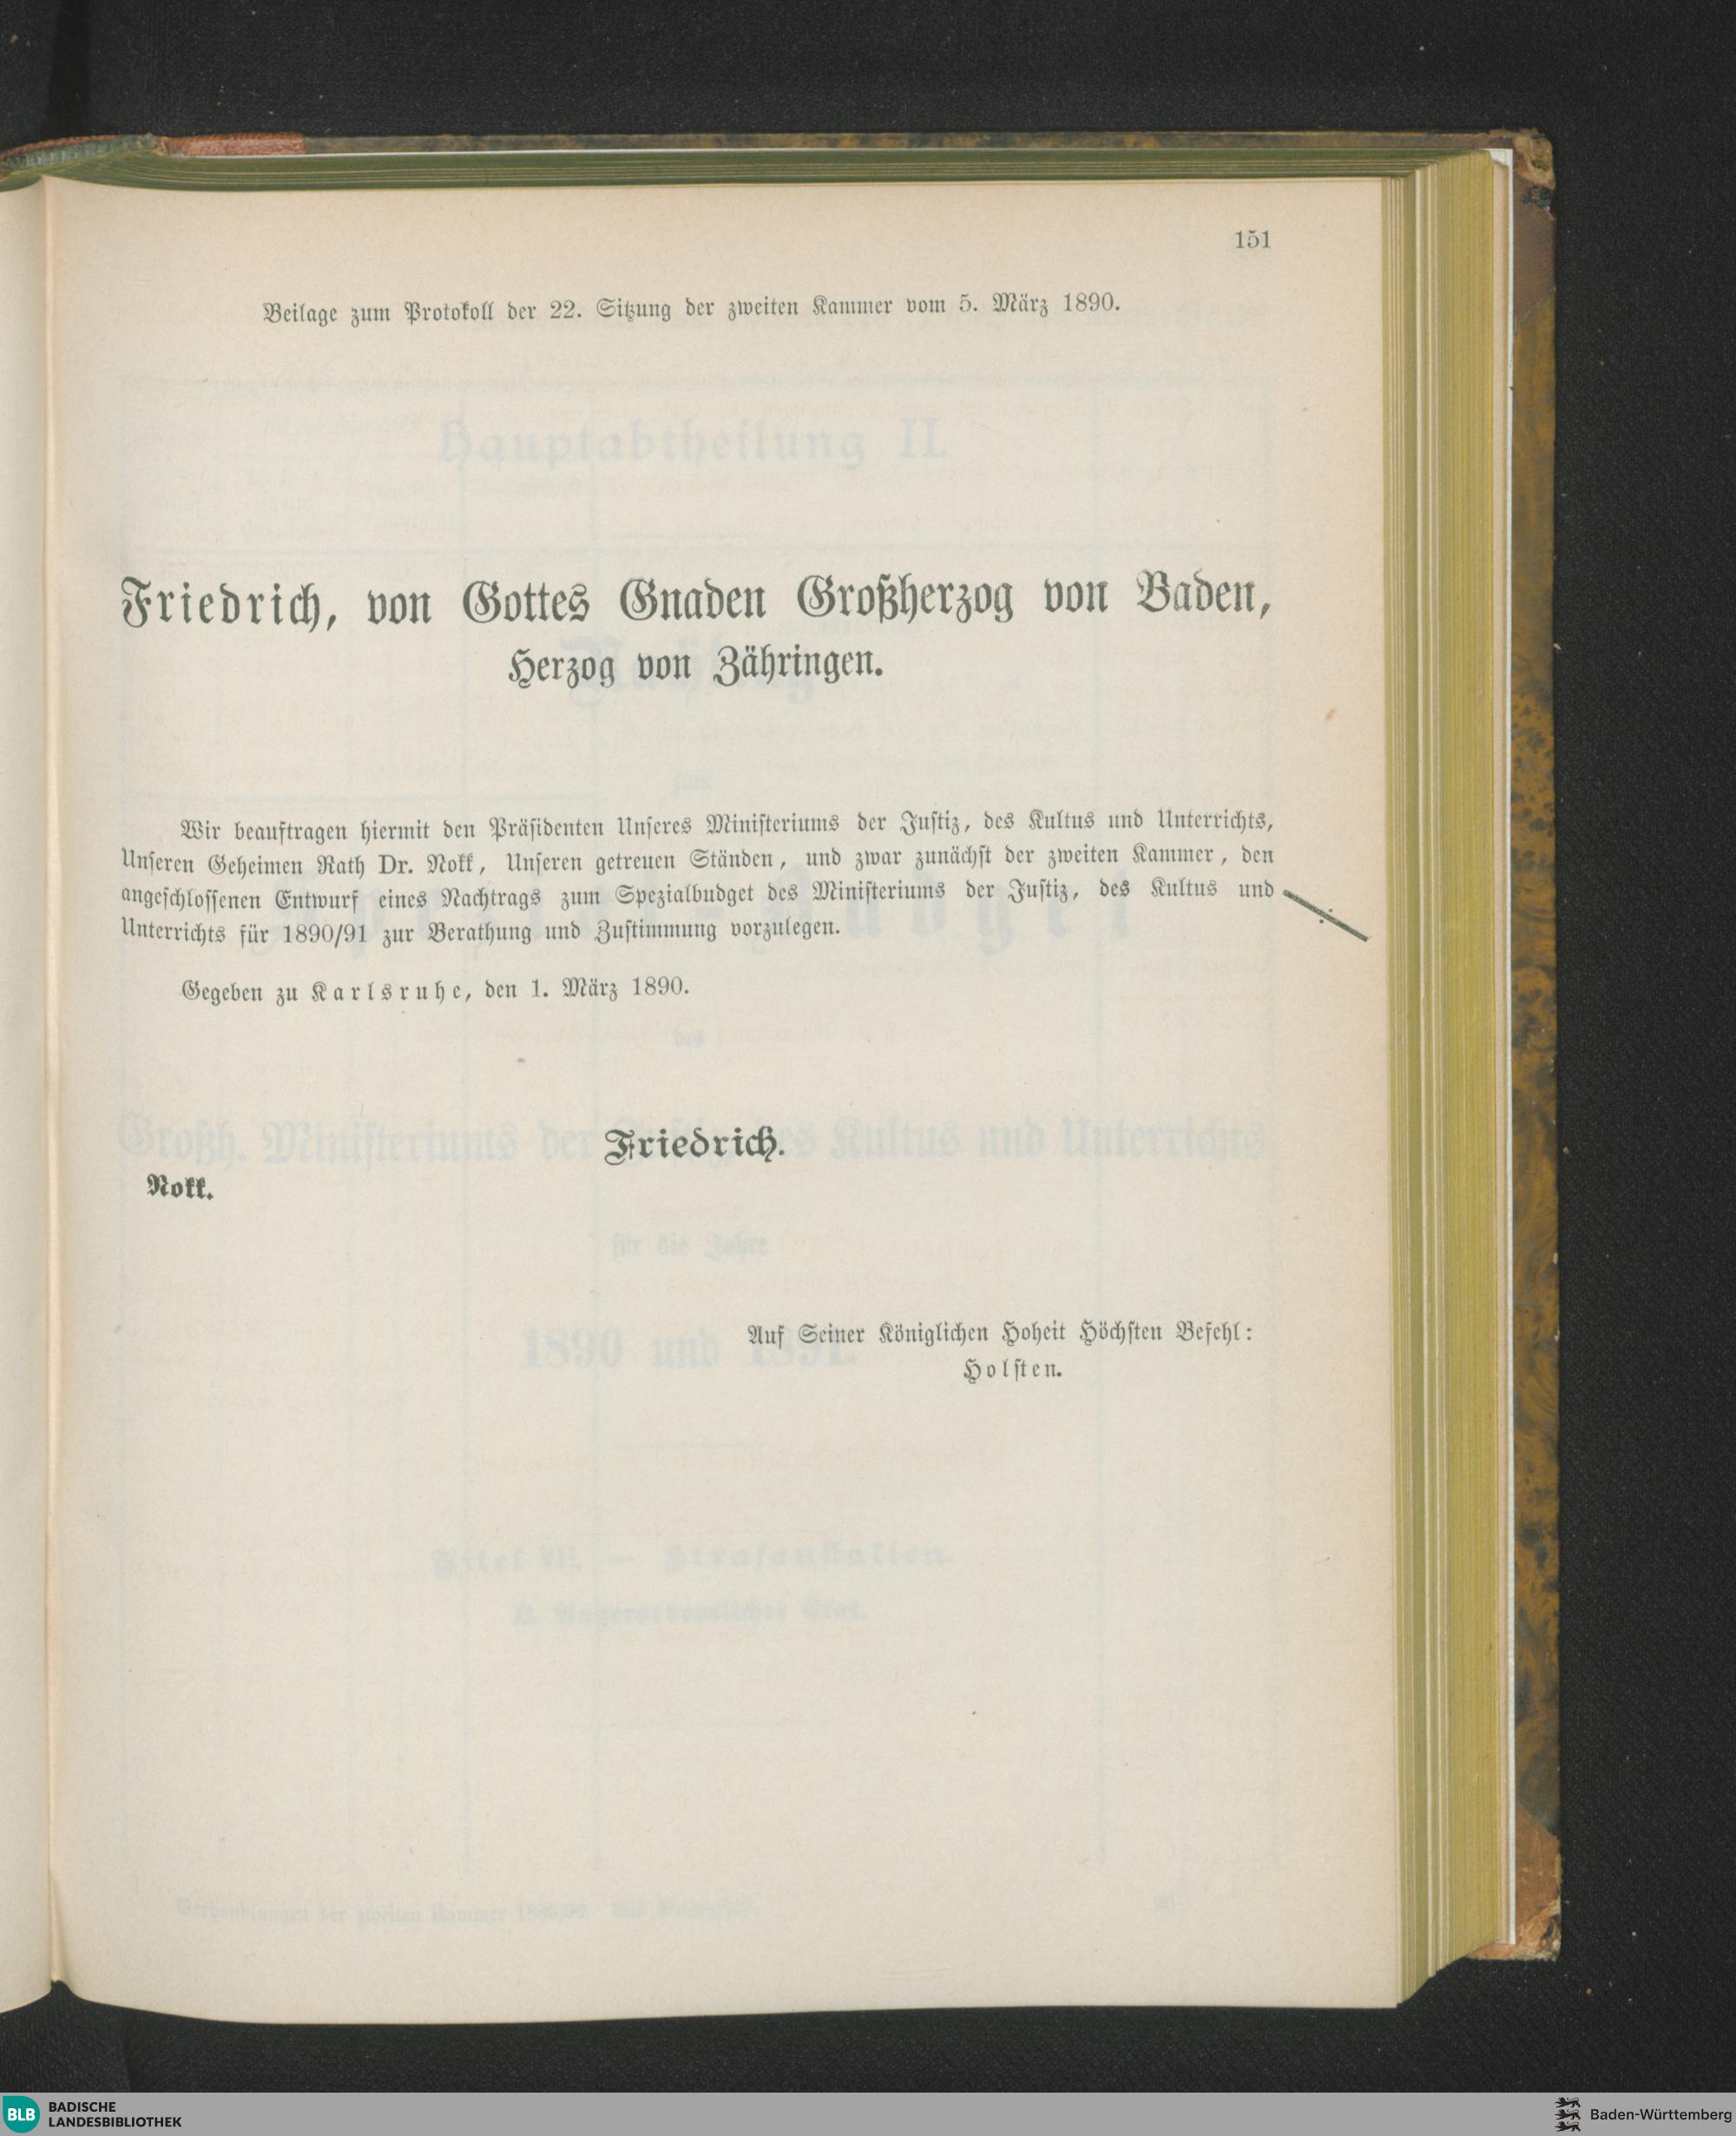 151
Beilage zum Protokoll der 22. Sitzung der zweiten Kammer vom 5. März 1890.
Friedrich, von Gottes Gnaden Großherzog von Baden,
Herzog von Zähringen.
Wir beauftragen hiermit den Präsidenten Unseres Ministeriums der Justiz, des Kultus und Unterrichts,
Unseren Geheimen Rath Dr. Nokk, Unseren getreuen Ständen, und zwar zunächst der zweiten Kammer, den
angeschlossenen Entwurf eines Nachtrags zum Spezialbudget des Ministeriums der Justiz, des Kultus und
Unterrichts für 1890/91 zur Berathung und Zustimmung vorzulegen.
Gegeben zu Karlsruhe, den 1. März 1890.
Friedrich.
Nokk.
Auf Seiner Königlichen Hoheit Höchsten Befehl:
Holsten.
BLB BADISCHE
LANDESBIBLIOTHEK
Baden-Württemberg